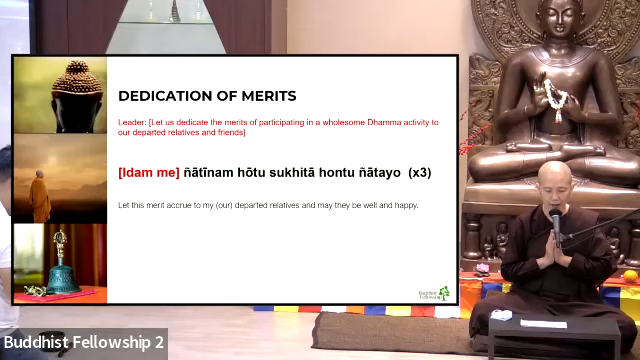 DEDICATION OF MERITS
Leader: [Let us dedicate the merits of participating in a wholesome Dhamma activity to
our departed relatives and friends]
[Idam me] ñātīnam hōtu sukhitā hontu ñātayo (x3)
Let this merit accrue to my (our) departed relatives and may they be well and happy.
Buddhist
Fellowship
Buddhist Fellowship 2